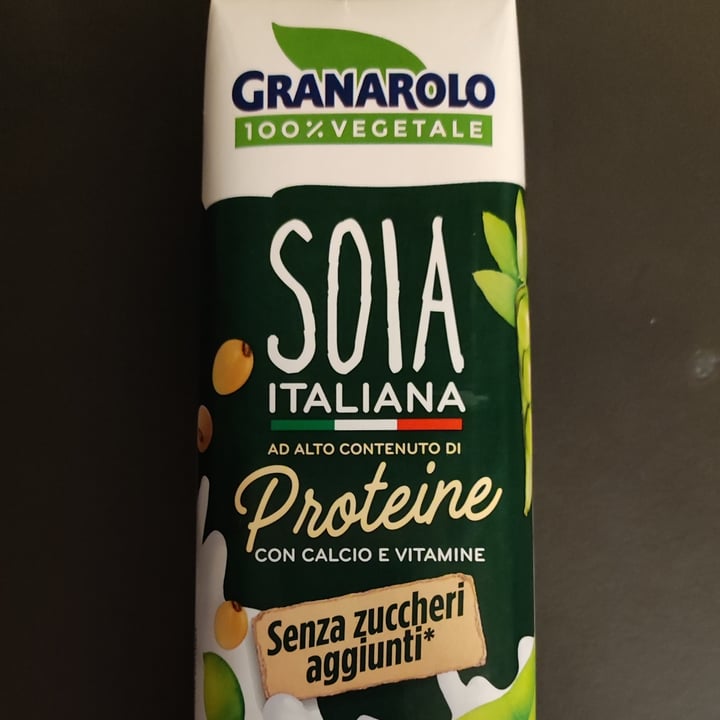 GRANAROLO
100% VEGETALE
SOIA
ITALIANA
AD ALTO CONTENUTO DI
Proteine
CON CALCIO E VITAMINE
Senza zuccheri
aggiunti*